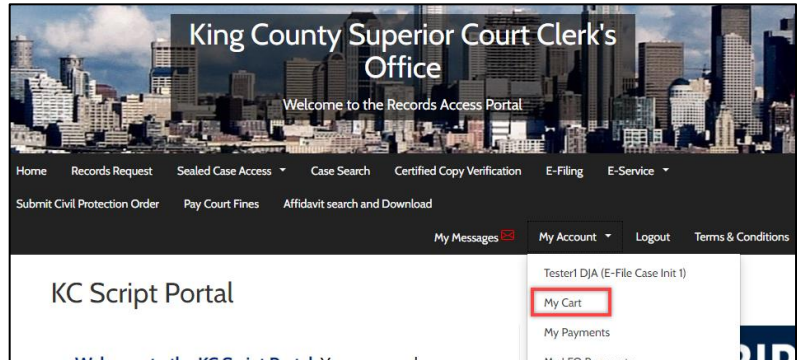 King County Superior Court Clerk's
Office
Welcome to the Records Access Portal
Home Records Request Sealed Case Access Case Search Certified Copy Verification E-Filing E-Service
Submit Civil Protection Order Pay Court Fines Affidavit search and Download
My Messages My Account Logout Terms & Conditions
Tester1 DJA (E-File Case Init 1)
KC Script Portal
My Cart
My Payments